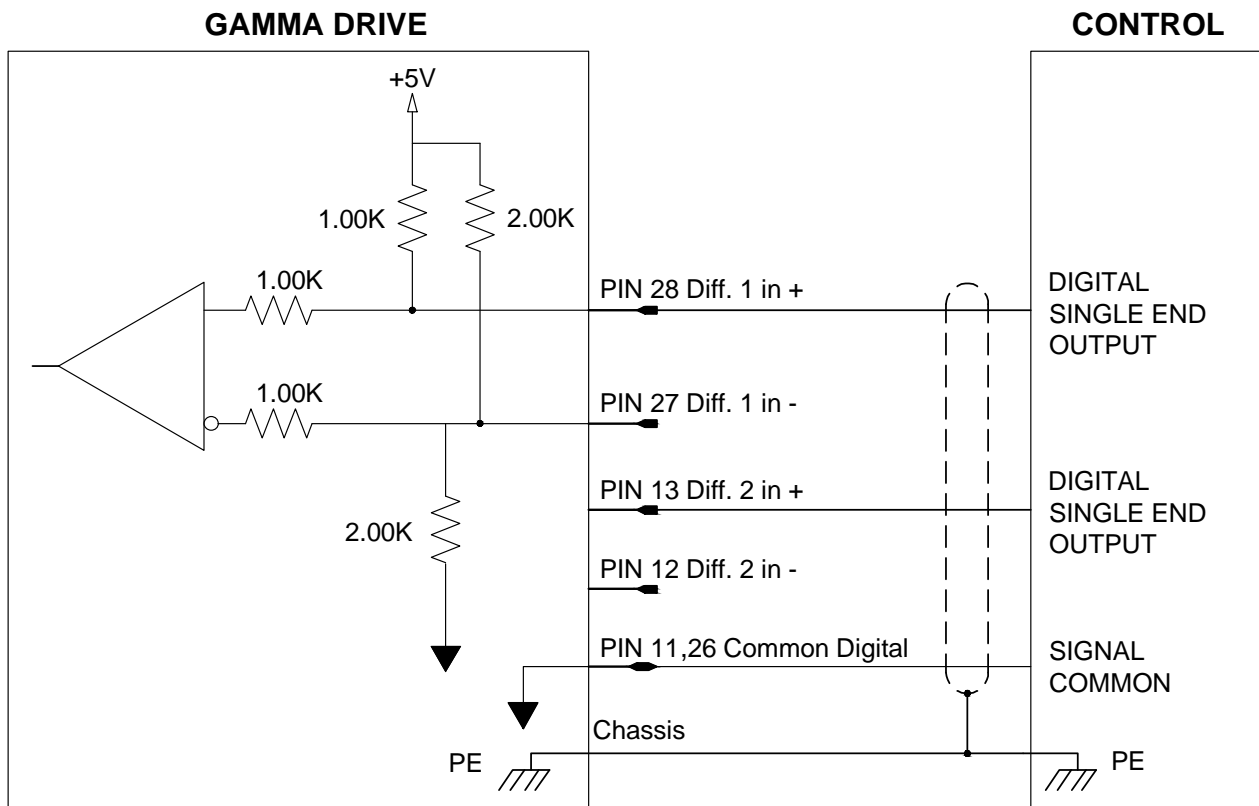 GAMMA DRIVE
CONTROL
+5V
1.00K
2.00K
1.00K
PIN 28 Diff. 1 in +
DIGITAL
SINGLE END
OUTPUT
1.00K
PIN 27 Diff. 1 in -
2.00K
PIN 13 Diff. 2 in +
DIGITAL
SINGLE END
OUTPUT
PIN 12 Diff. 2 in -
PIN 11,26 Common Digital
SIGNAL
COMMON
Chassis
PE
PE